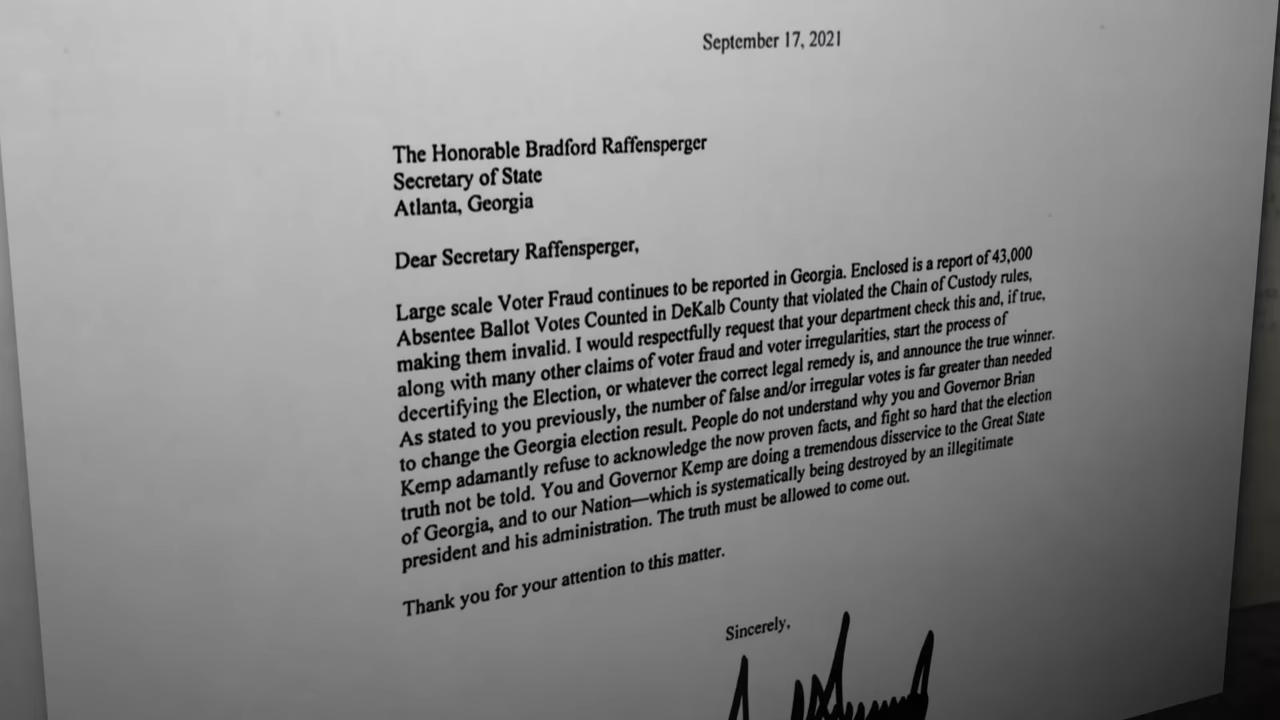 September 17, 2021
The Honorable Bradford Raffensperger
Secretary of State
Atlanta, Georgia
Dear Secretary Raffensperger,
Large scale Voter Fraud continues to be reported in Georgia. Enclosed is a report of 43,000
Absentee Ballot Votes Counted in DeKalb County that violated the Chain of Custody rules,
making them invalid. I would respectfully request that your department check this and, if true,
along with many other claims of voter fraud and voter irregularities, start the process of
decertifying the Election, or whatever the correct legal remedy is, and announce the true winner.
As stated to you previously, the number of false and/or irregular votes is far greater than needed
to change the Georgia election result. People do not understand why you and Governor Brian
Kemp adamantly refuse to acknowledge the now proven facts, and fight so hard that the election
truth not be told. You and Governor Kemp are doing a tremendous disservice to the Great State
of Georgia, and to our Nation—which is systematically being destroyed by an illegitimate
president and his administration. The truth must be allowed to come out.
Thank you for your attention to this matter.
Sincerely,